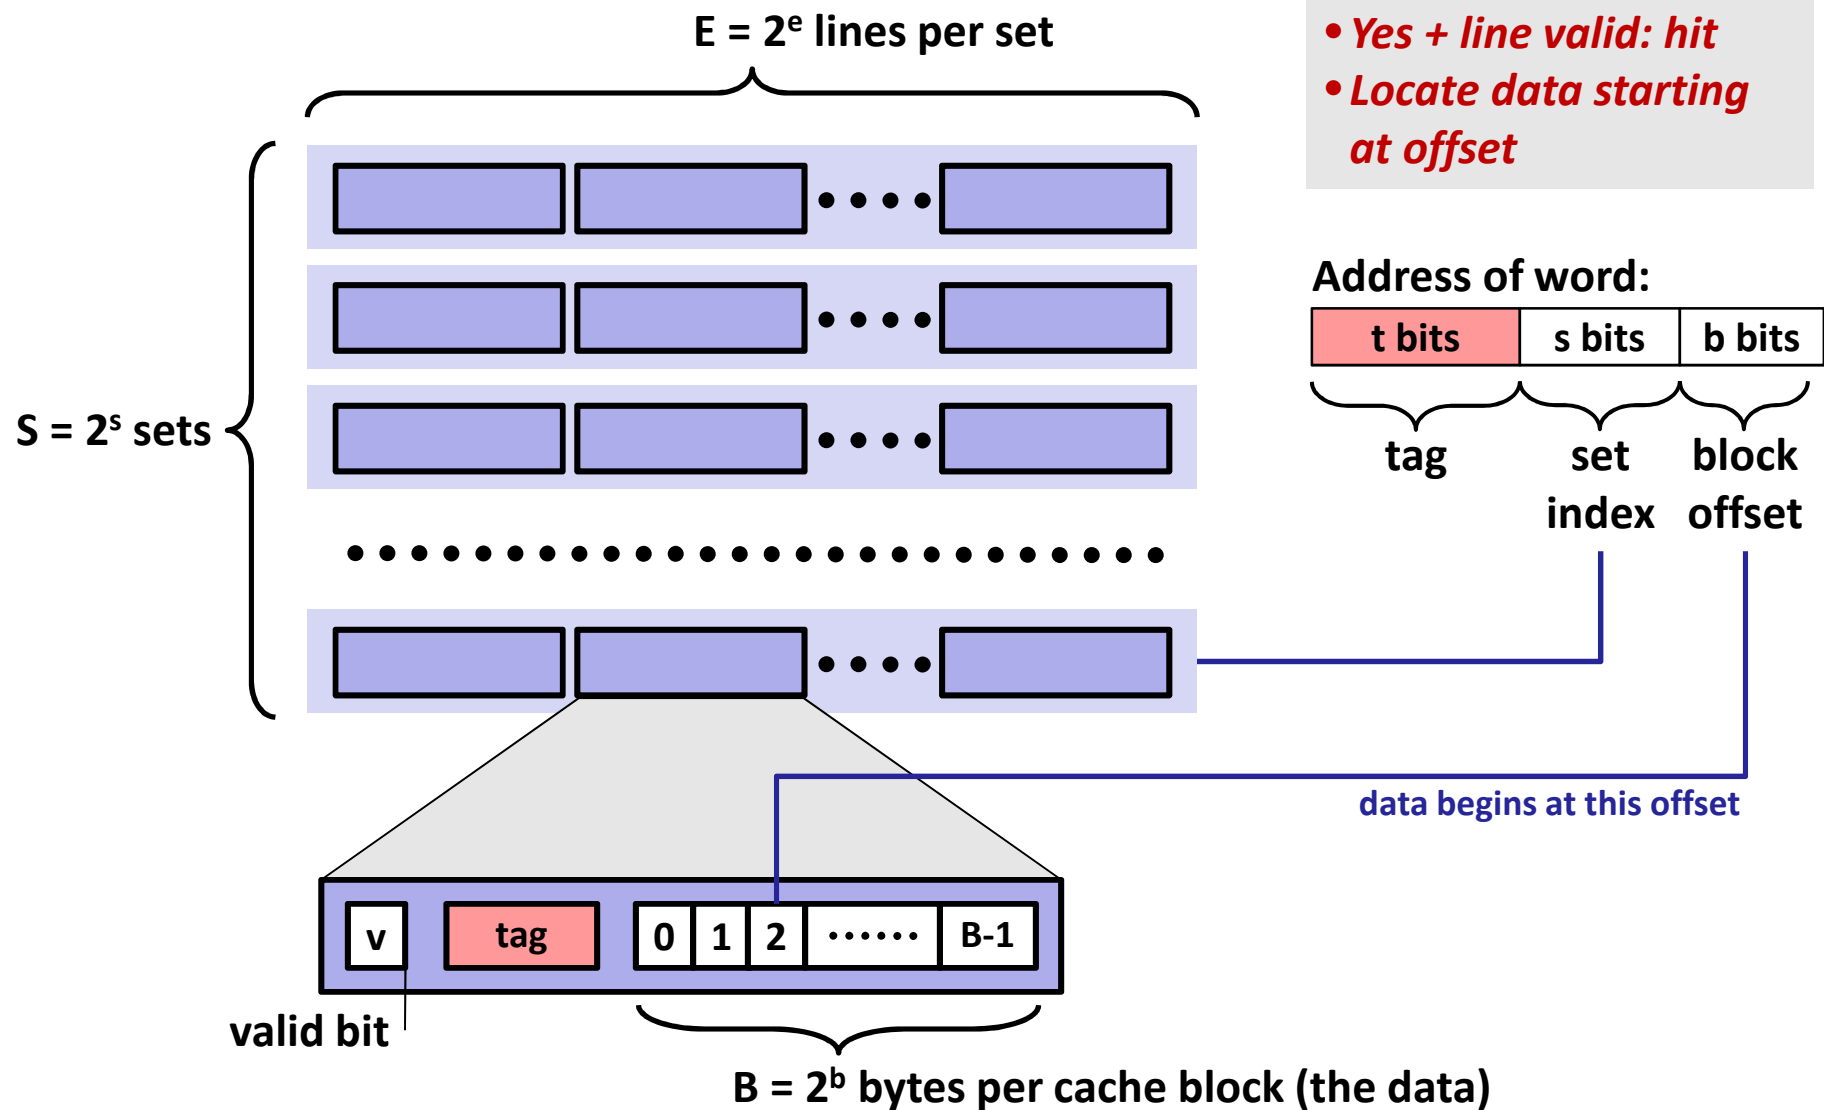 E = 2ᵉ lines per set
• Yes + line valid: hit
• Locate data starting
at offset
Address of word:
t bits s bits b bits
tag set block
index offset
S = 2ˢ sets
data begins at this offset
v tag 0 1 2 ...... B-1
valid bit
B = 2ᵇ bytes per cache block (the data)